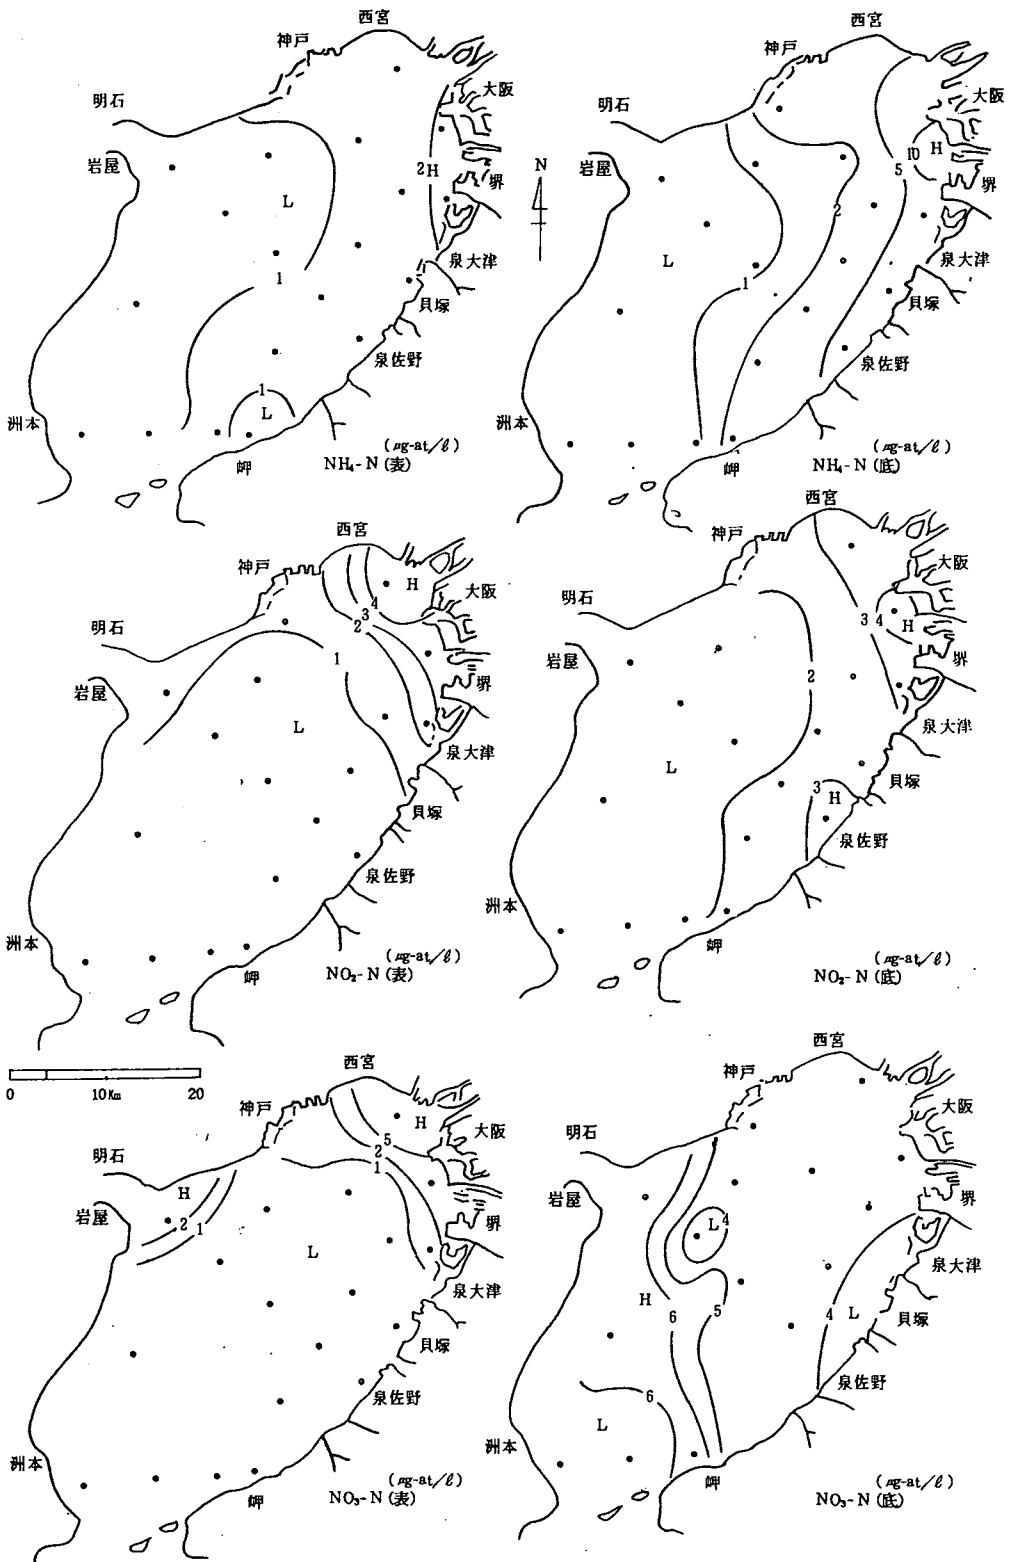 西宮
神戸
大阪
明石
岩屋
2H
堺
L
泉大津
1
貝塚
泉佐野
1
L
洲本
岬
(μg-at/ℓ)
NH₄-N (表)
N
西宮
神戸
大阪
明石
10 H
岩屋
5
堺
2
L
泉大津
1
貝塚
泉佐野
洲本
岬
(μg-at/ℓ)
NH₄-N (底)
西宮
神戸
H
大阪
4
3
2
明石
1
岩屋
堺
L
泉大津
貝塚
泉佐野
洲本
岬
(μg-at/ℓ)
NO₂-N (表)
西宮
神戸
大阪
明石
3 4 H
岩屋
堺
2
泉大津
L
貝塚
3 H
泉佐野
洲本
岬
(μg-at/ℓ)
NO₂-N (底)
0 10Km 20
西宮
神戸
H
大阪
5
2
1
明石
H
岩屋
2 1
堺
L
泉大津
貝塚
泉佐野
洲本
岬
(μg-at/ℓ)
NO₃-N (表)
西宮
神戸
大阪
明石
岩屋
堺
L 4
泉大津
H
6 5
4 L
貝塚
泉佐野
6
L
洲本
岬
(μg-at/ℓ)
NO₃-N (底)